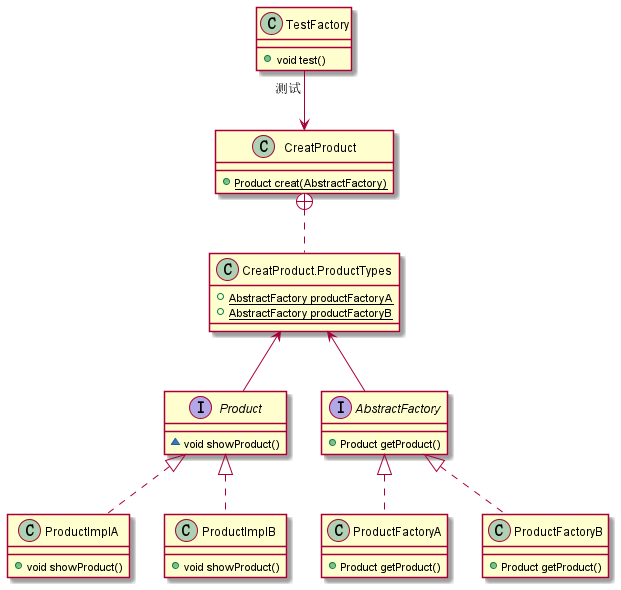 C TestFactory
void test()
测试
C CreatProduct
Product creat(AbstractFactory)
C CreatProduct.ProductTypes
AbstractFactory productFactoryA
AbstractFactory productFactoryB
I Product
void showProduct()
I AbstractFactory
Product getProduct()
C ProductImplA
void showProduct()
C ProductImplB
void showProduct()
C ProductFactoryA
Product getProduct()
C ProductFactoryB
Product getProduct()